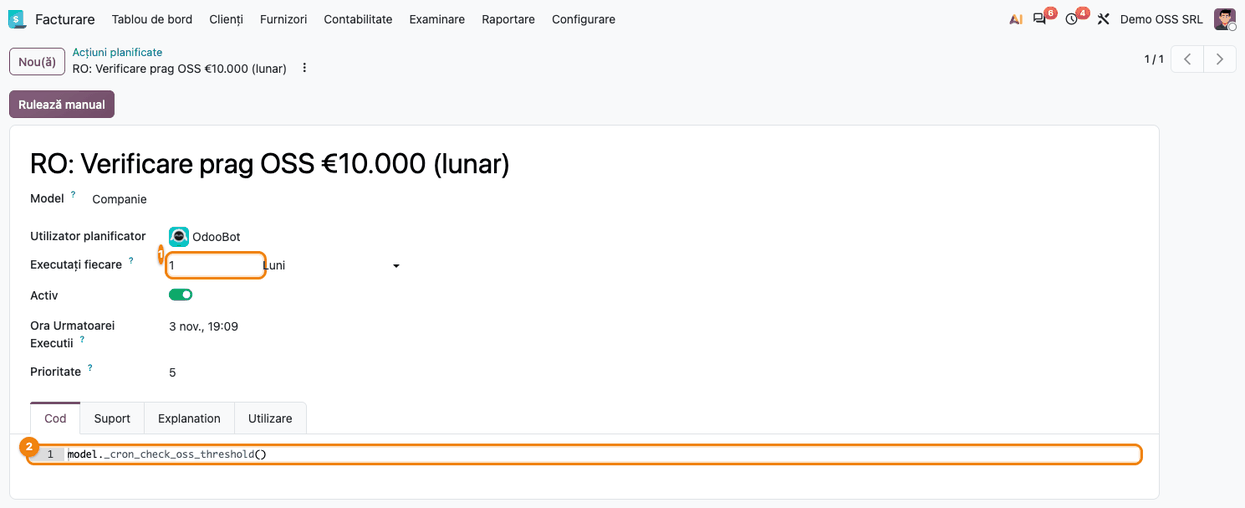 Facturare Tablou de bord Clienți Furnizori Contabilitate Examinare Raportare Configurare AI 6 4 Demo OSS SRL
Nou(ă) Acțiuni planificate 1 / 1
RO: Verificare prag OSS €10.000 (lunar)
Rulează manual
RO: Verificare prag OSS €10.000 (lunar)
Model ? Companie
Utilizator planificator OdooBot
1
Executați fiecare ? 1 Luni
Activ
Ora Urmatoarei Executii ? 3 nov., 19:09
Prioritate ? 5
Cod Suport Explanation Utilizare
2
1 model._cron_check_oss_threshold()